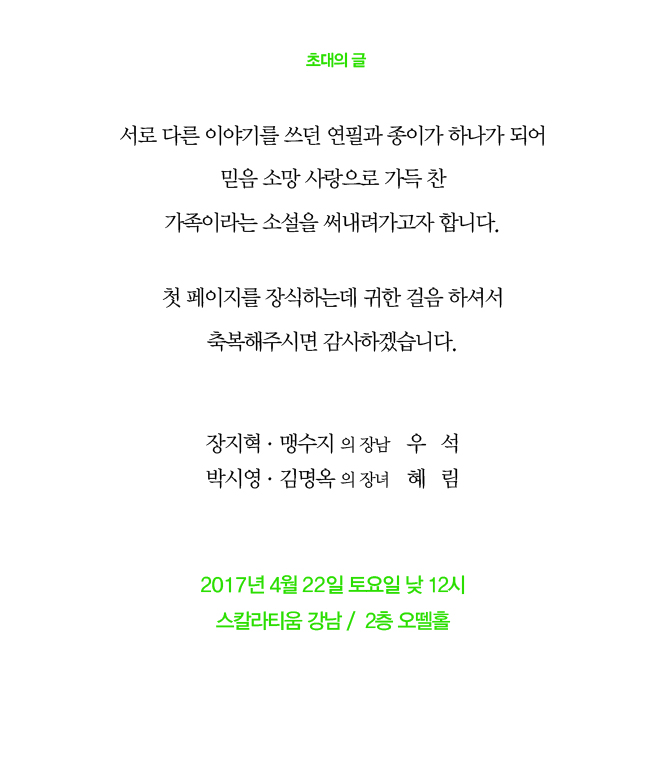 초대의 글
서로 다른 이야기를 쓰던 연필과 종이가 하나가 되어
믿음 소망 사랑으로 가득 찬
가족이라는 소설을 써내려가고자 합니다.
첫 페이지를 장식하는데 귀한 걸음 하셔서
축복해주시면 감사하겠습니다.
장지혁 · 맹수지 의 장남 우 석
박시영 · 김명옥 의 장녀 혜 림
2017년 4월 22일 토요일 낮 12시
스칼라티움 강남 / 2층 오뗄홀